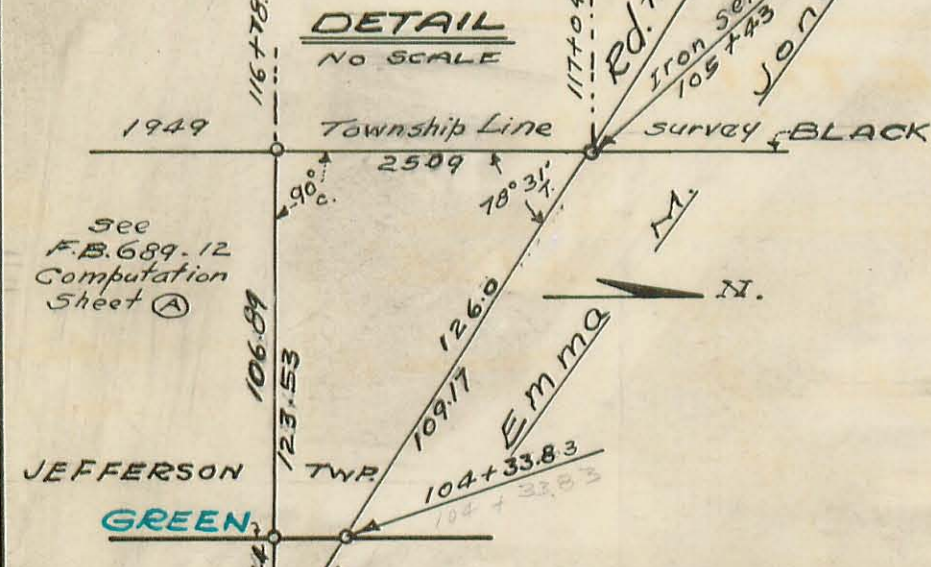 DETAIL
NO SCALE
116+78.
117+0
Rd.
Iron Se
105+43
Jon
1949
Township Line
Survey
BLACK
2509
90°
c.
78°31'
T.
M.
See
F.B.689.12
Computation
Sheet Ⓐ
N.
106.89
123.53
126.0
109.17
Emma
JEFFERSON TWP.
104+33.83
104+33.83
GREEN